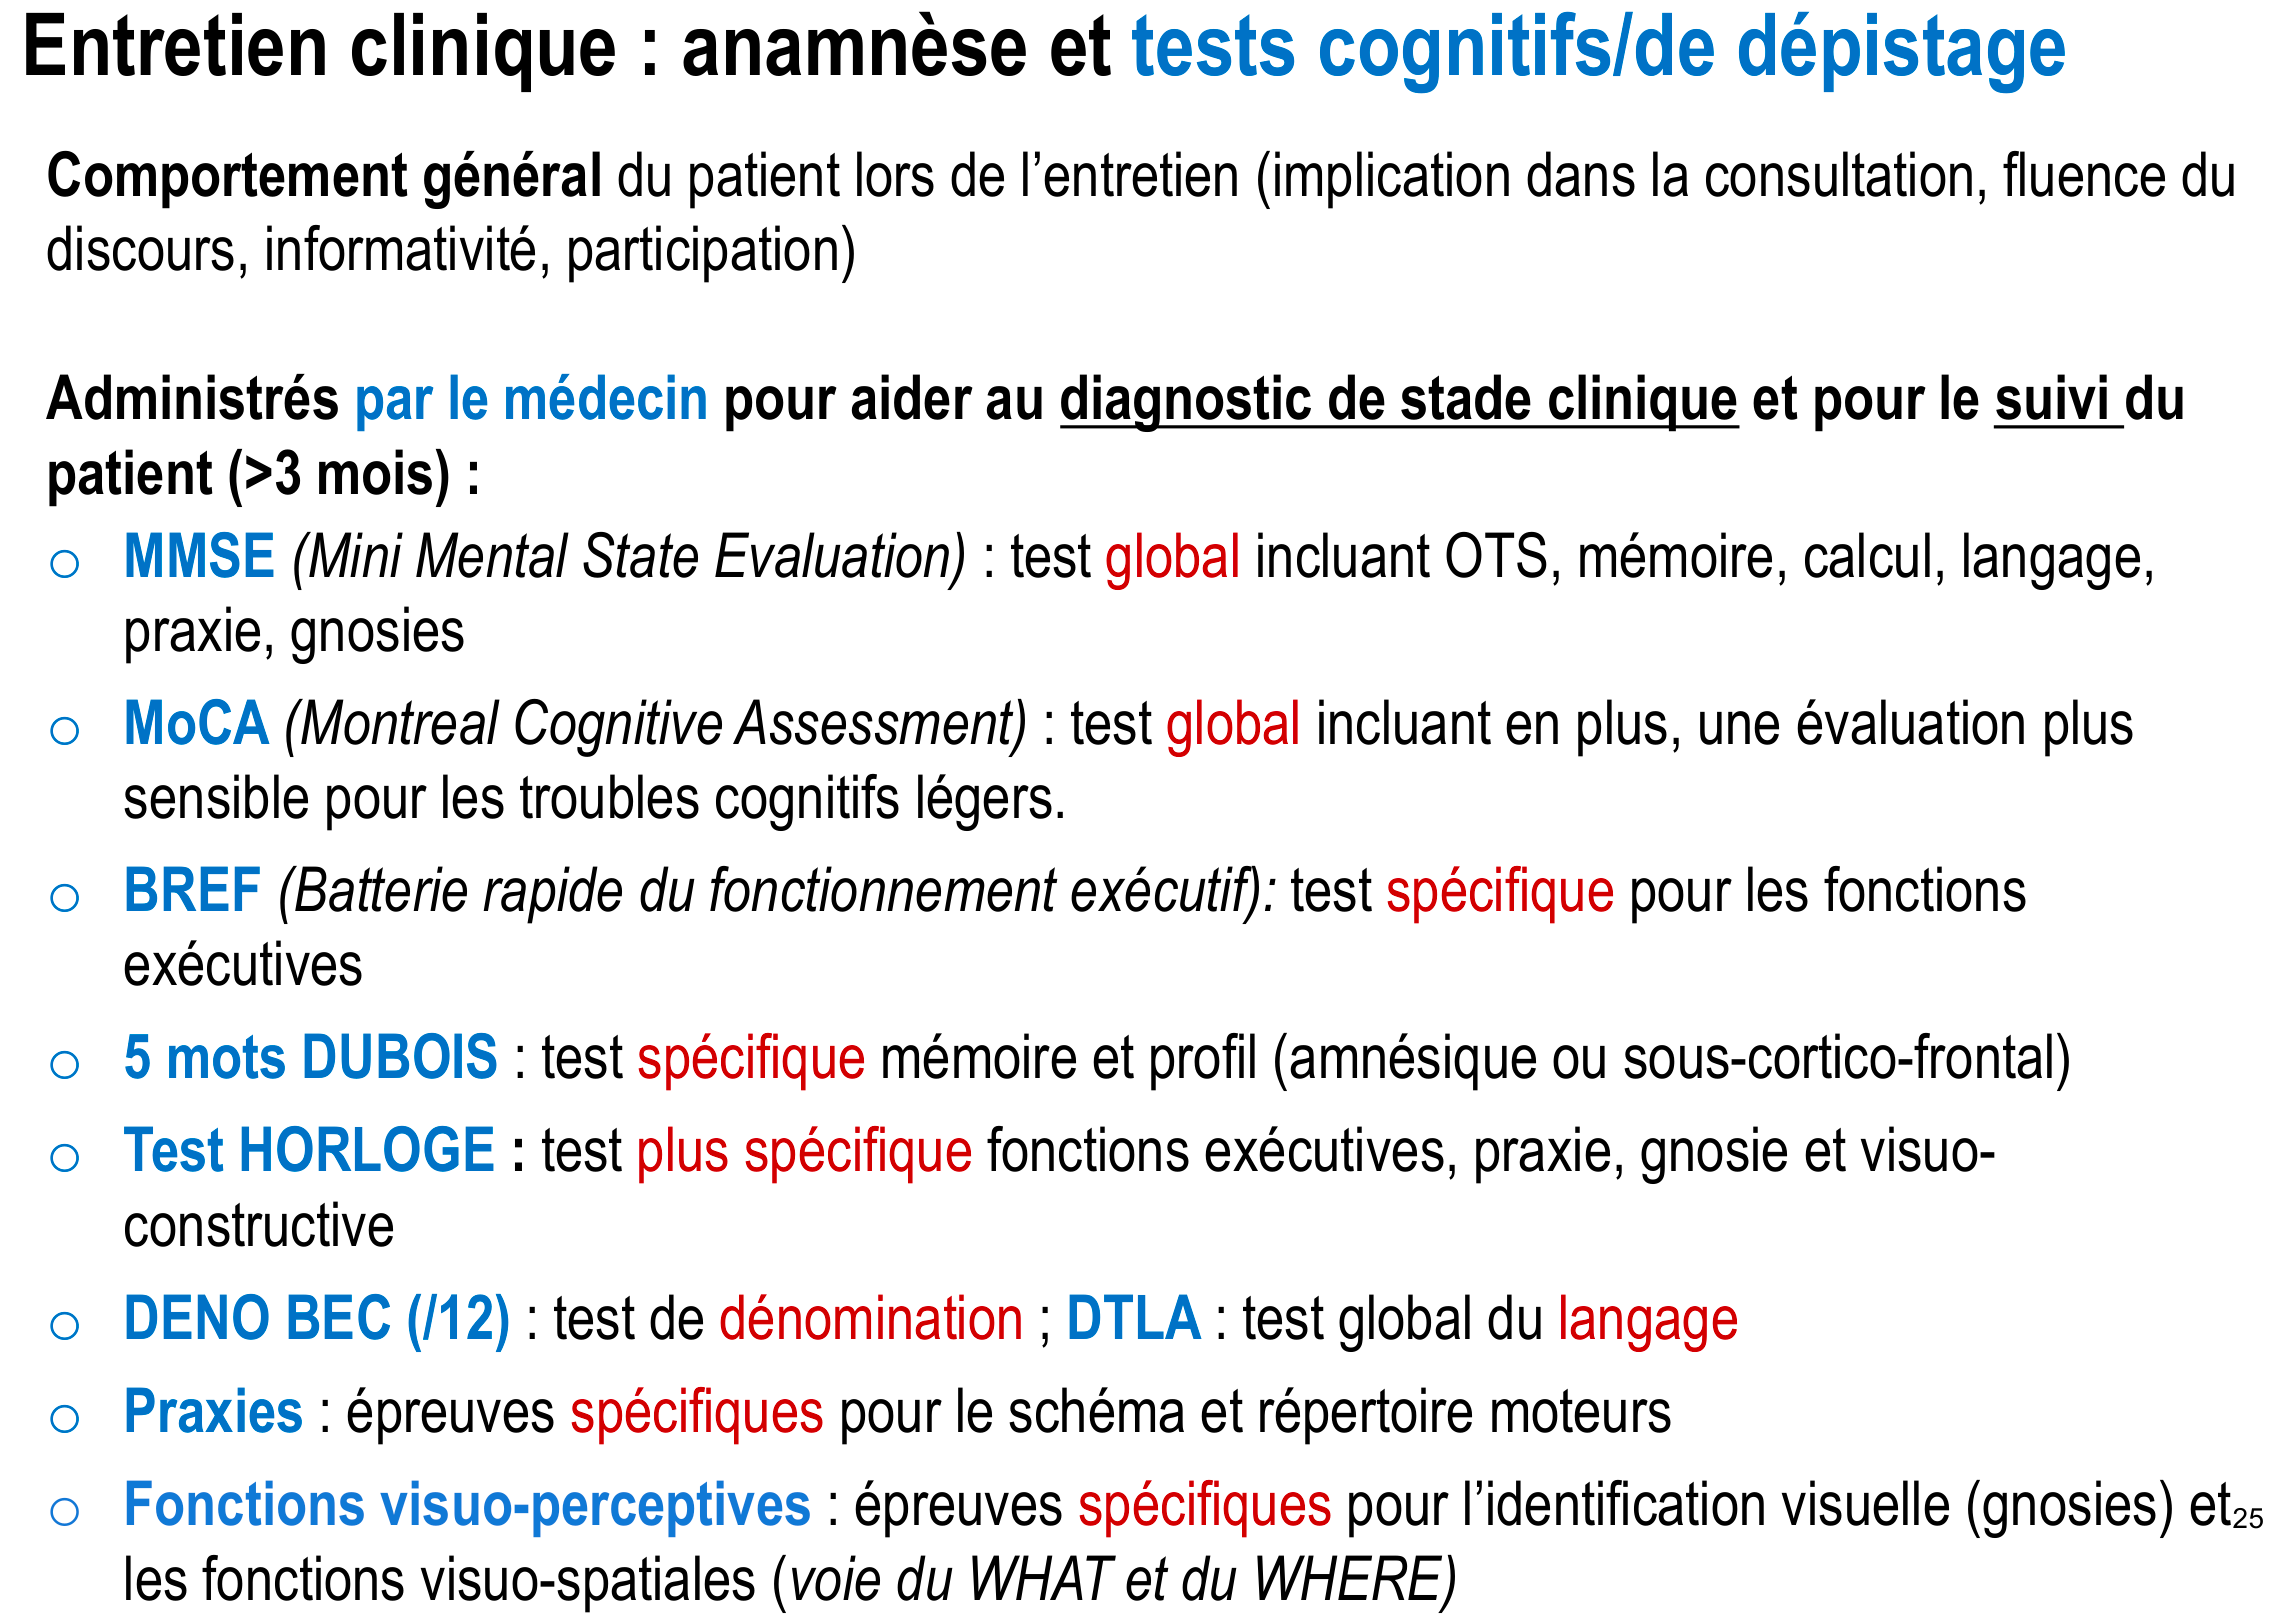 Entretien clinique : anamnèse et tests cognitifs/de dépistage
Comportement général du patient lors de l’entretien (implication dans la consultation, fluence du
discours, informativité, participation)
Administrés par le médecin pour aider au diagnostic de stade clinique et pour le suivi du
patient (>3 mois) :
o MMSE (Mini Mental State Evaluation) : test global incluant OTS, mémoire, calcul, langage,
praxie, gnosies
o MoCA (Montreal Cognitive Assessment) : test global incluant en plus, une évaluation plus
sensible pour les troubles cognitifs légers.
o BREF (Batterie rapide du fonctionnement exécutif): test spécifique pour les fonctions
exécutives
o 5 mots DUBOIS : test spécifique mémoire et profil (amnésique ou sous-cortico-frontal)
o Test HORLOGE : test plus spécifique fonctions exécutives, praxie, gnosie et visuo-
constructive
o DENO BEC (/12) : test de dénomination ; DTLA : test global du langage
o Praxies : épreuves spécifiques pour le schéma et répertoire moteurs
o Fonctions visuo-perceptives : épreuves spécifiques pour l’identification visuelle (gnosies) et
25
les fonctions visuo-spatiales (voie du WHAT et du WHERE)